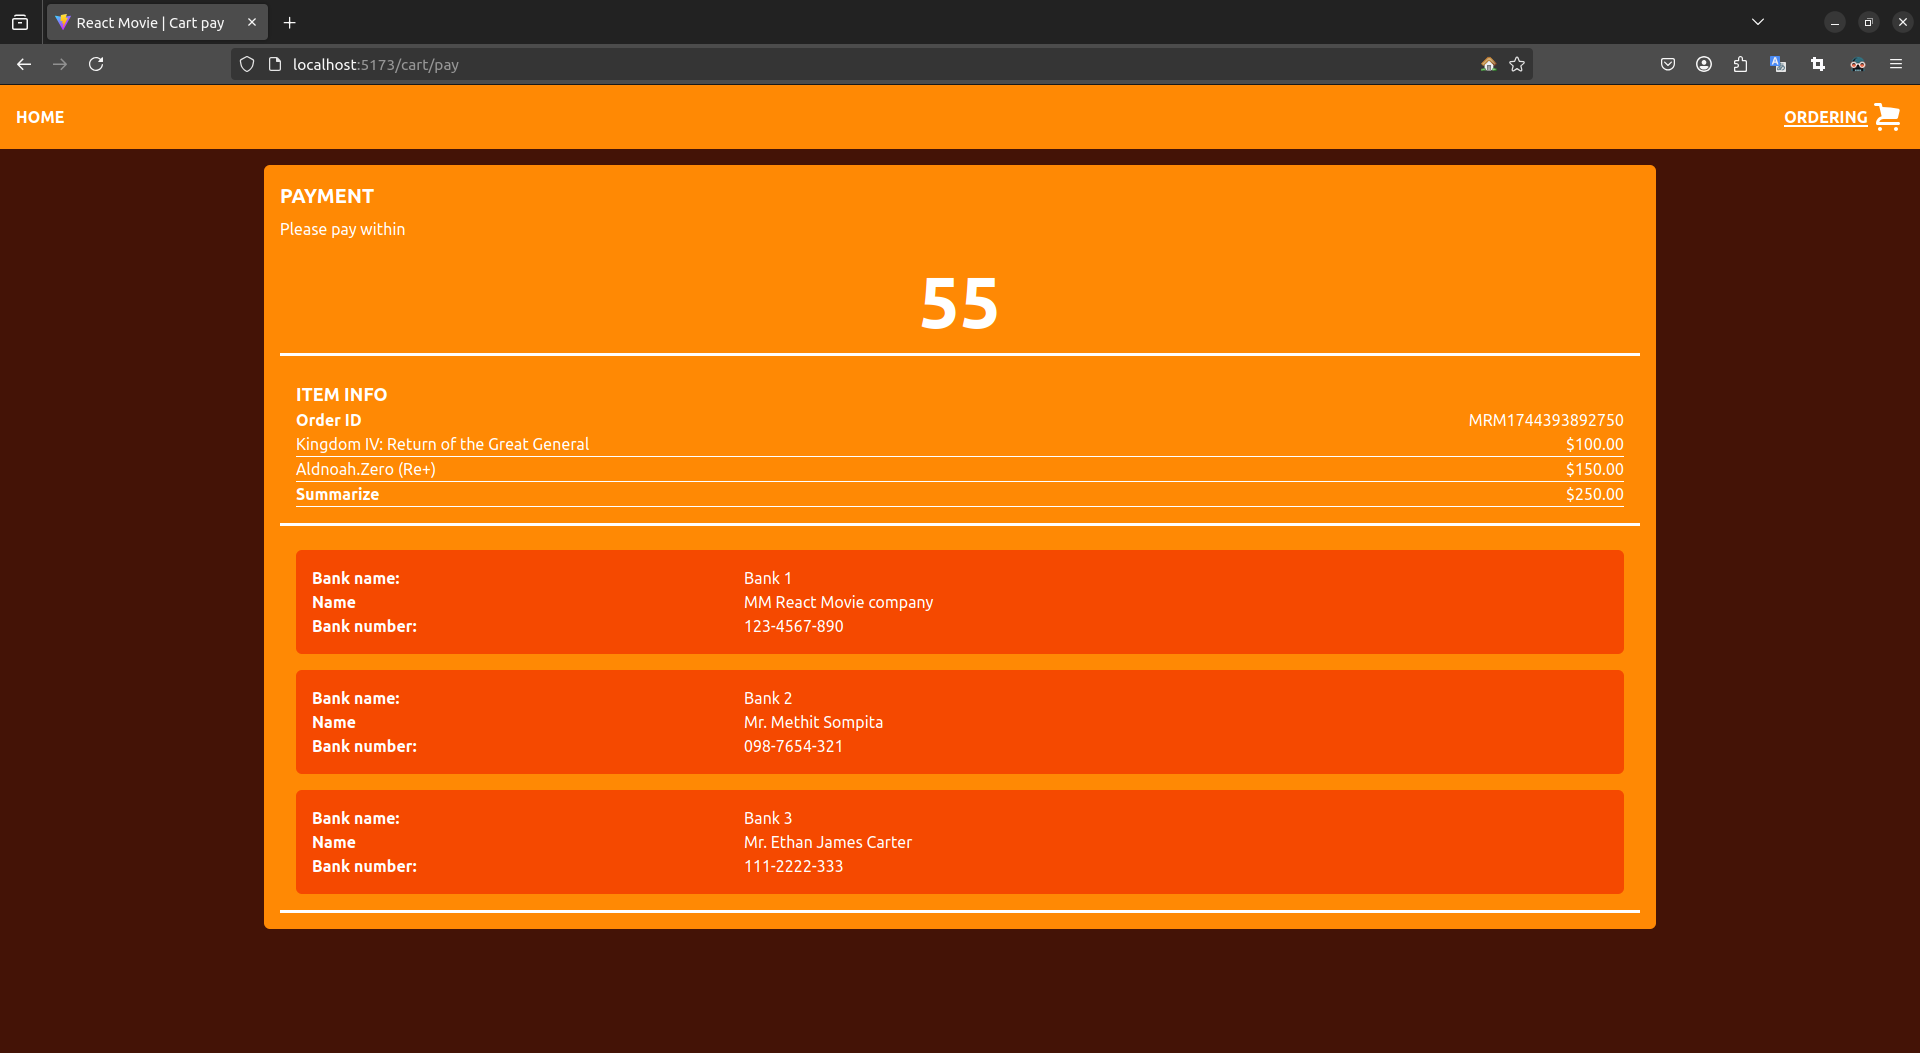 React Movie | Cart pay
localhost:5173/cart/pay
HOME
ORDERING
PAYMENT
Please pay within
55
ITEM INFO
Order ID MRM1744393892750
Kingdom IV: Return of the Great General $100.00
Aldnoah.Zero (Re+) $150.00
Summarize $250.00
Bank name: Bank 1
Name MM React Movie company
Bank number: 123-4567-890
Bank name: Bank 2
Name Mr. Methit Sompita
Bank number: 098-7654-321
Bank name: Bank 3
Name Mr. Ethan James Carter
Bank number: 111-2222-333